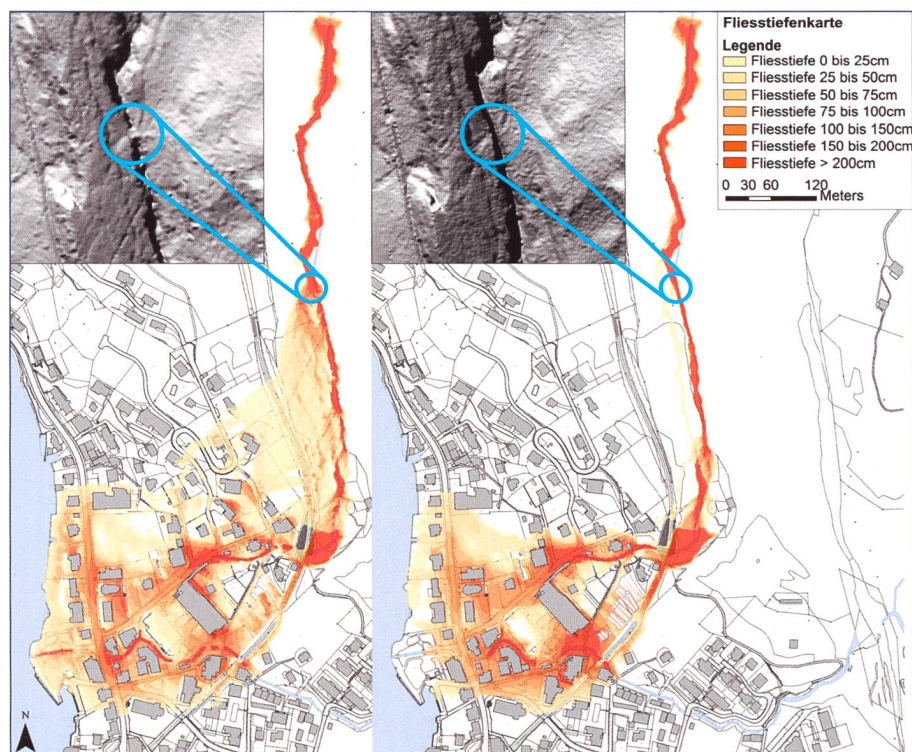 Fliesstiefenkarte
Legende
Fliesstiefe 0 bis 25cm
Fliesstiefe 25 bis 50cm
Fliesstiefe 50 bis 75cm
Fliesstiefe 75 bis 100cm
Fliesstiefe 100 bis 150cm
Fliesstiefe 150 bis 200cm
Fliesstiefe > 200cm
0 30 60 120
Meters
N